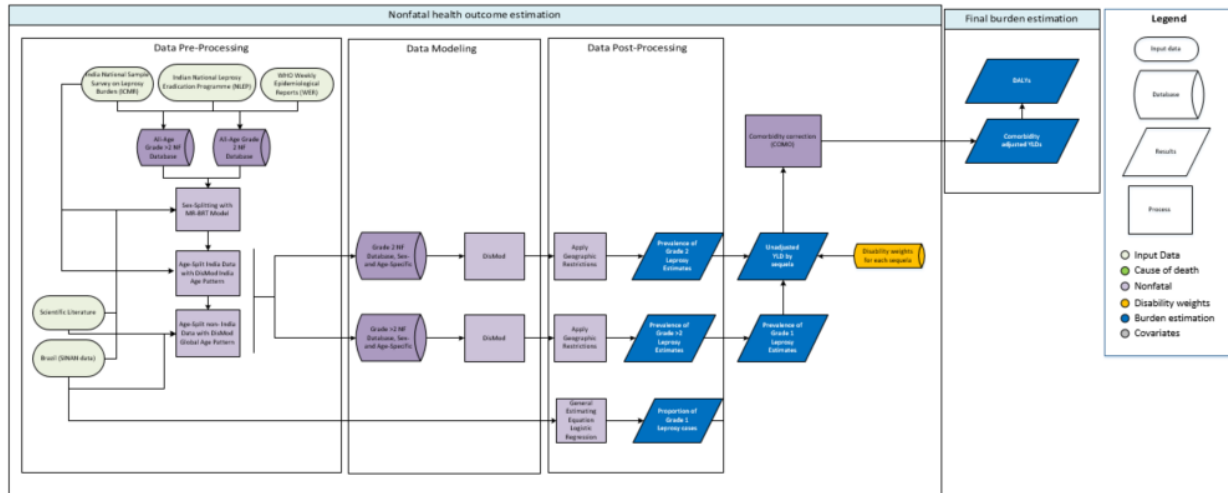 Nonfatal health outcome estimation
Final burden estimation
Legend
Data Pre-Processing
Data Modeling
Data Post-Processing
India National Sample
Survey on Leprosy
Burden (ICMR)
Indian National Leprosy
Eradication Programme (NLEP)
WHO Weekly
Epidemiological
Reports (WER)
All-Age
Grade >2 NF
Database
All-Age Grade
2 NF
Database
Sex-Splitting with
MR-BRT Model
Age-Split India Data
with DisMod India
Age Pattern
Age-Split non- India
Data with DisMod
Global Age Pattern
Scientific Literature
Brazil (SINAN data)
Grade 2 NF
Database, Sex-
and Age-Specific
DisMod
Apply
Geographic
Restrictions
Prevalence of
Grade 2
Leprosy
Estimates
Grade >2 NF
Database, Sex-
and Age-Specific
DisMod
Apply
Geographic
Restrictions
Prevalence of
Grade >2
Leprosy
Estimates
General
Estimating
Equation
Logistic
Regression
Proportion of
Grade 1
Leprosy cases
Comorbidity correction
(COMO)
Unadjusted
YLD by
sequela
Prevalence of
Grade 1
Leprosy
Estimates
Disability weights
for each sequela
DALYs
Comorbidity
adjusted YLDs
Input data
Database
Results
Process
Input Data
Cause of death
Nonfatal
Disability weights
Burden estimation
Covariates